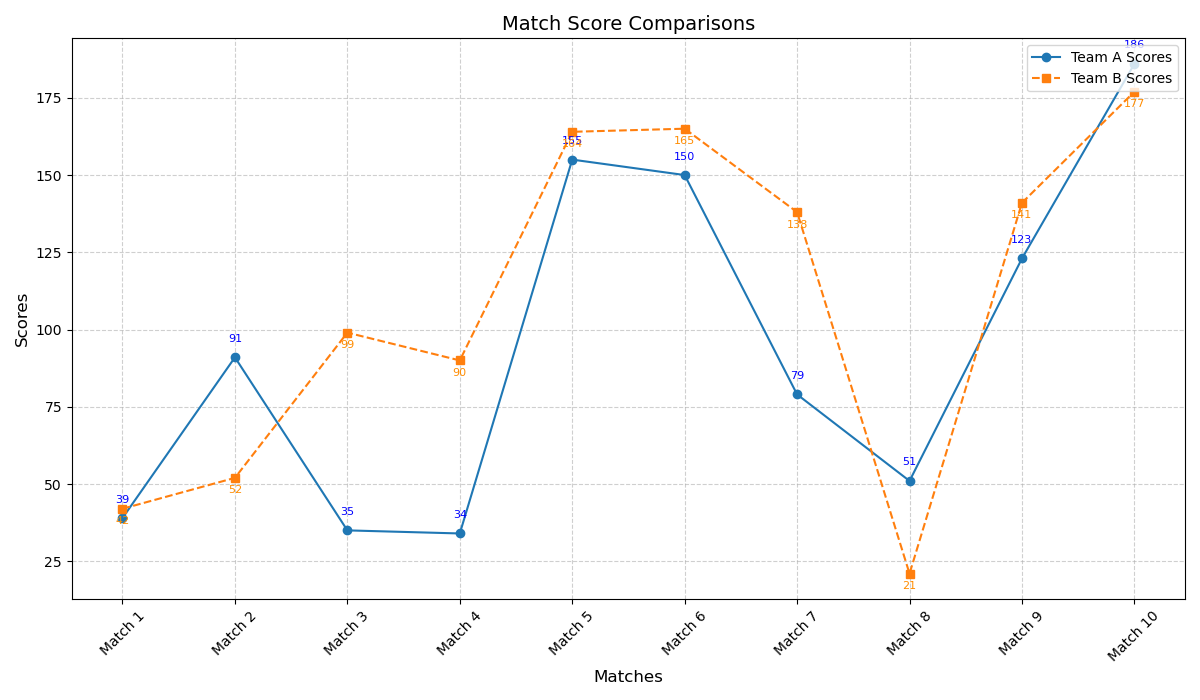 Match Score Comparisons
186
Team A Scores
Team B Scores
177
175
155
164
165
150
150
138
141
125
123
Scores
100
91
99
90
79
75
51
52
50
39
42
35
34
25
21
Match 1
Match 2
Match 3
Match 4
Match 5
Match 6
Match 7
Match 8
Match 9
Match 10
Matches